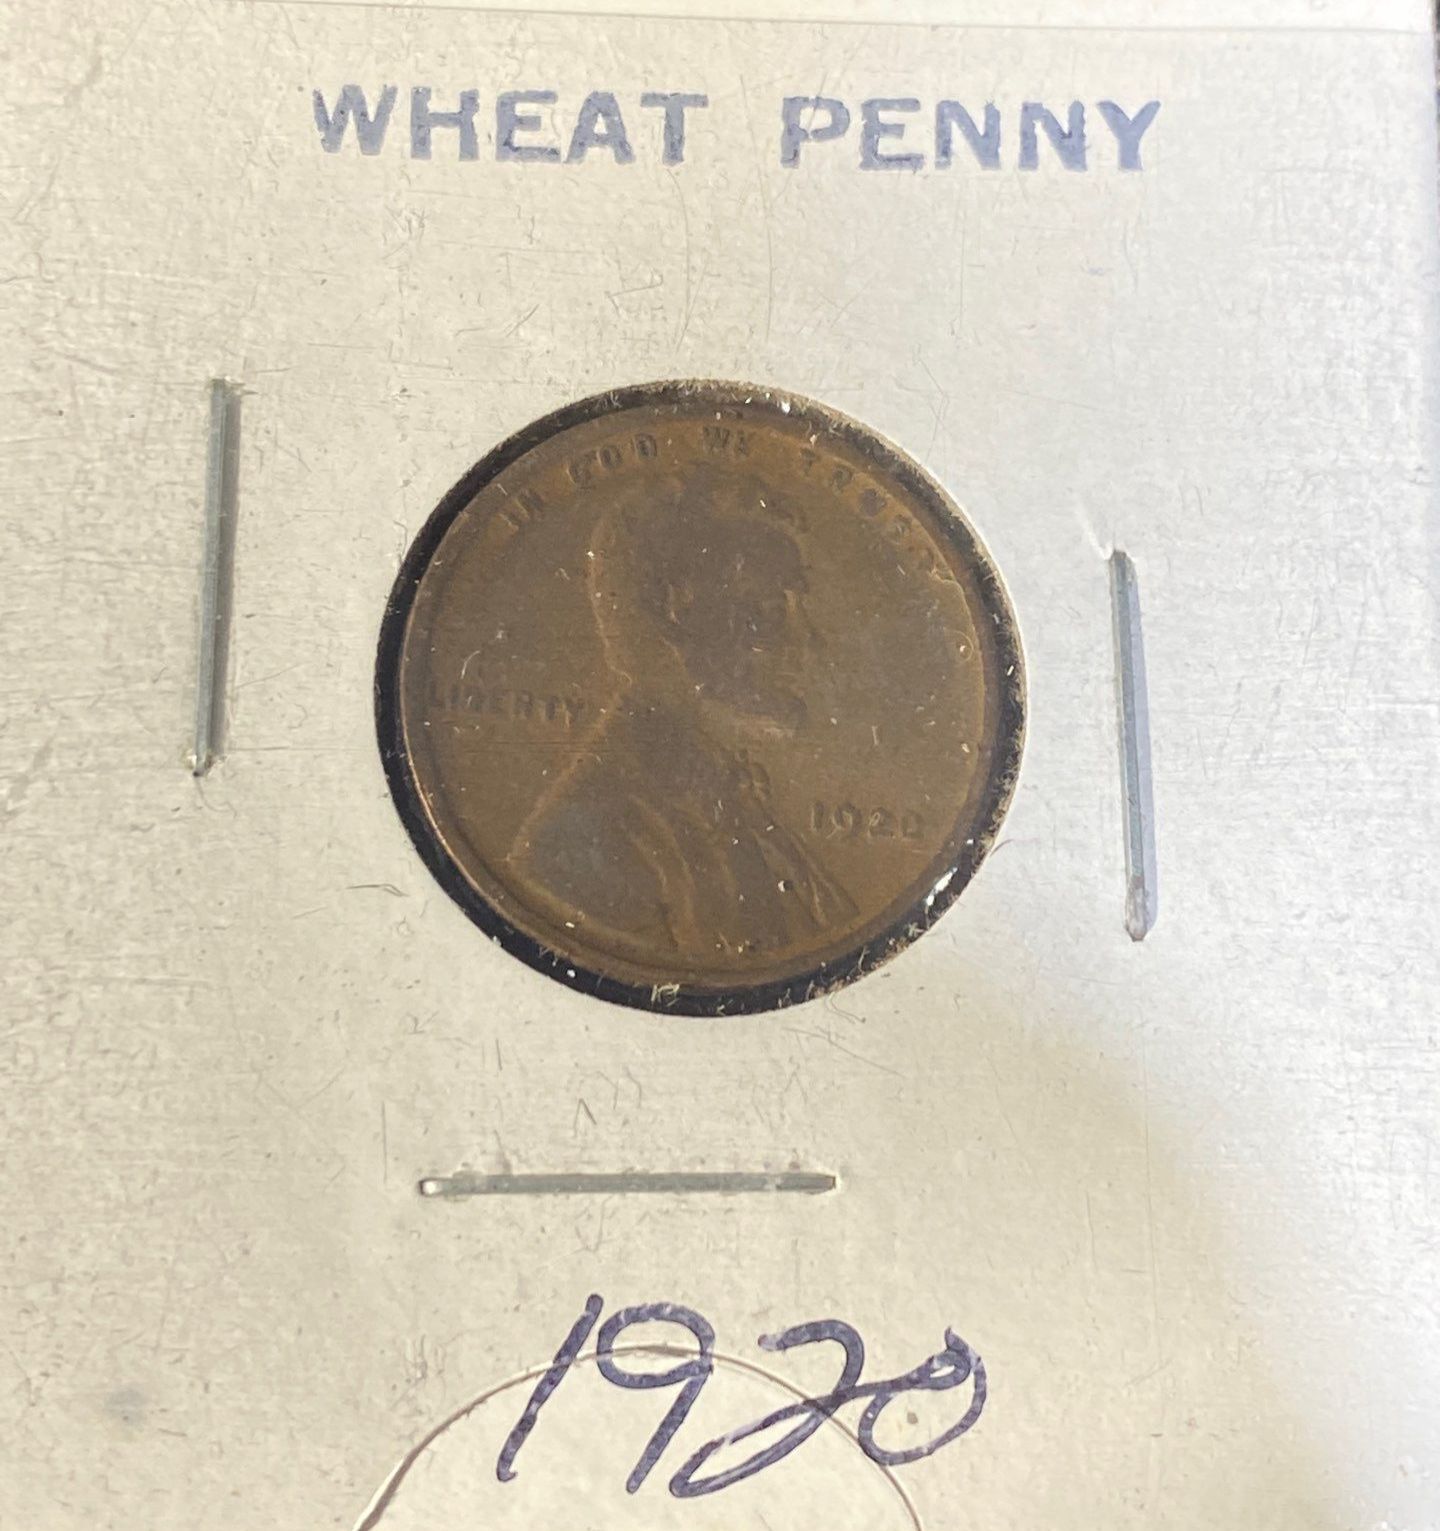 WHEAT PENNY
IN GOD WE TRUST
LIBERTY
1920
1920